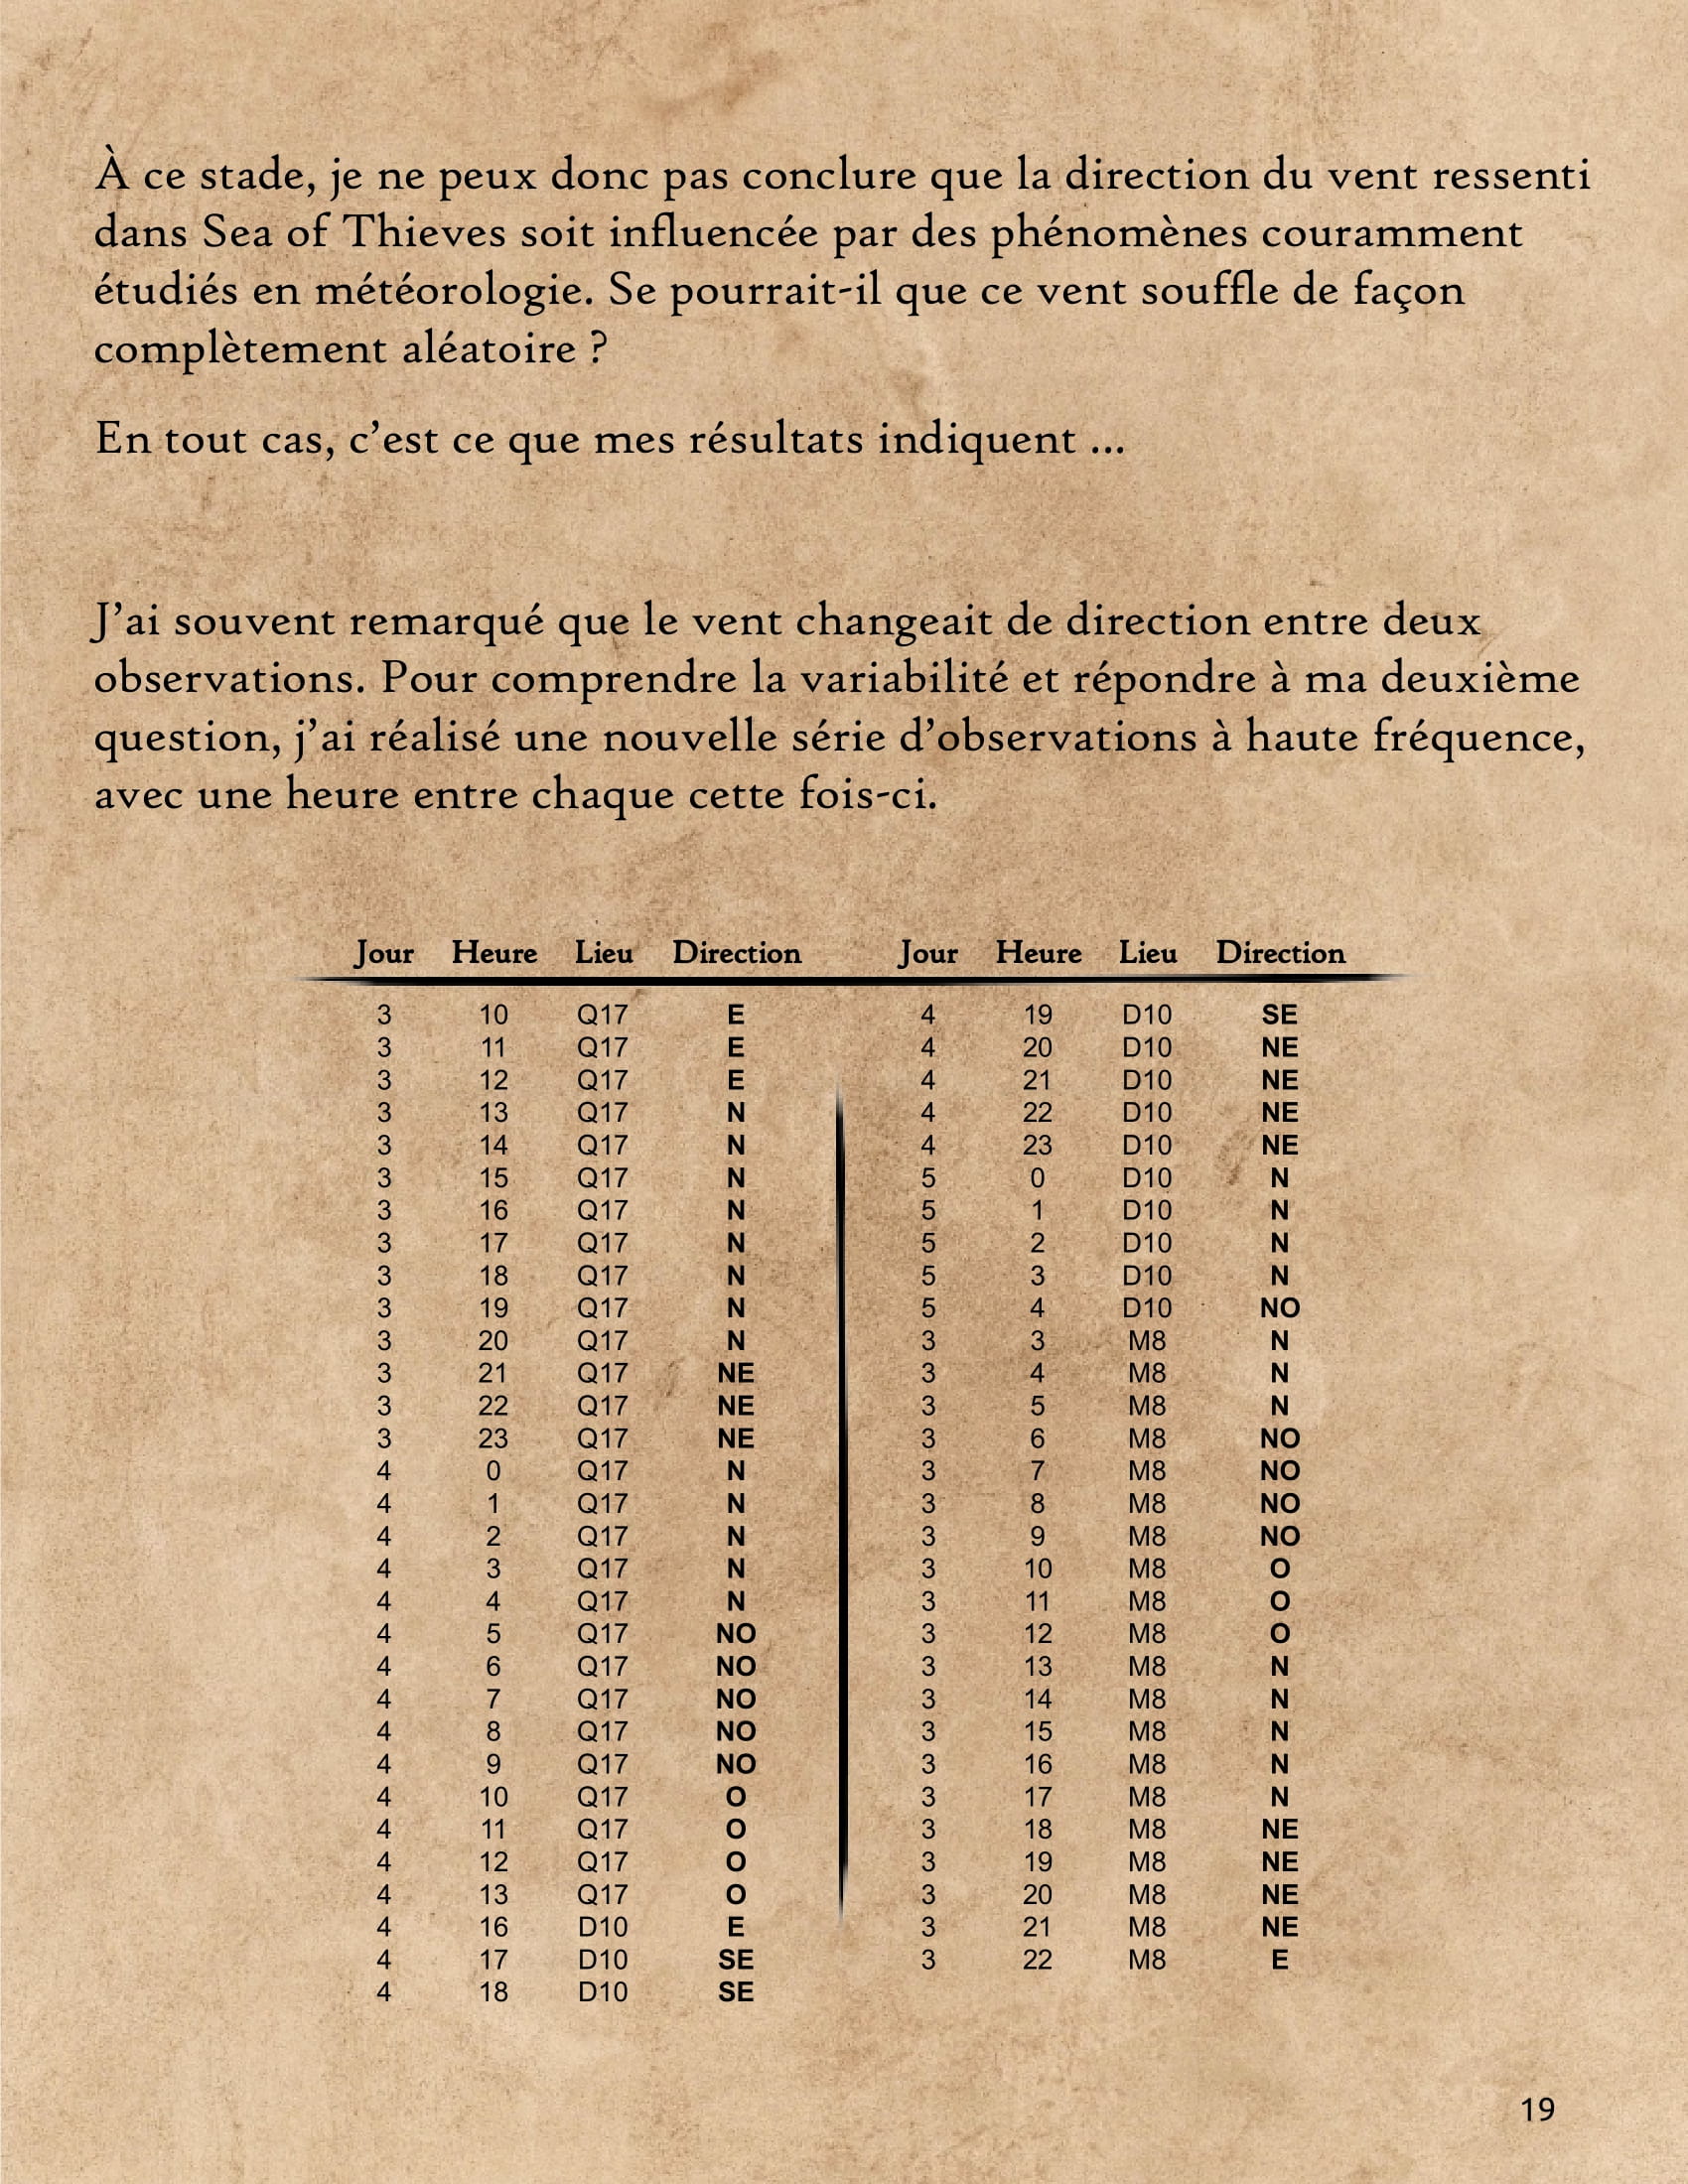 À ce stade, je ne peux donc pas conclure que la direction du vent ressenti
dans Sea of Thieves soit influencée par des phénomènes couramment
étudiés en météorologie. Se pourrait-il que ce vent souffle de façon
complètement aléatoire ?
En tout cas, c’est ce que mes résultats indiquent ...
J’ai souvent remarqué que le vent changeait de direction entre deux
observations. Pour comprendre la variabilité et répondre à ma deuxième
question, j’ai réalisé une nouvelle série d’observations à haute fréquence,
avec une heure entre chaque cette fois-ci.
Jour Heure Lieu Direction Jour Heure Lieu Direction
3 10 Q17 E 4 19 D10 SE
3 11 Q17 E 4 20 D10 NE
3 12 Q17 E 4 21 D10 NE
3 13 Q17 N 4 22 D10 NE
3 14 Q17 N 4 23 D10 NE
3 15 Q17 N 5 0 D10 N
3 16 Q17 N 5 1 D10 N
3 17 Q17 N 5 2 D10 N
3 18 Q17 N 5 3 D10 N
3 19 Q17 N 5 4 D10 NO
3 20 Q17 N 3 3 M8 N
3 21 Q17 NE 3 4 M8 N
3 22 Q17 NE 3 5 M8 N
3 23 Q17 NE 3 6 M8 NO
4 0 Q17 N 3 7 M8 NO
4 1 Q17 N 3 8 M8 NO
4 2 Q17 N 3 9 M8 NO
4 3 Q17 N 3 10 M8 O
4 4 Q17 N 3 11 M8 O
4 5 Q17 NO 3 12 M8 O
4 6 Q17 NO 3 13 M8 N
4 7 Q17 NO 3 14 M8 N
4 8 Q17 NO 3 15 M8 N
4 9 Q17 NO 3 16 M8 N
4 10 Q17 O 3 17 M8 N
4 11 Q17 O 3 18 M8 NE
4 12 Q17 O 3 19 M8 NE
4 13 Q17 O 3 20 M8 NE
4 16 D10 E 3 21 M8 NE
4 17 D10 SE 3 22 M8 E
4 18 D10 SE
19